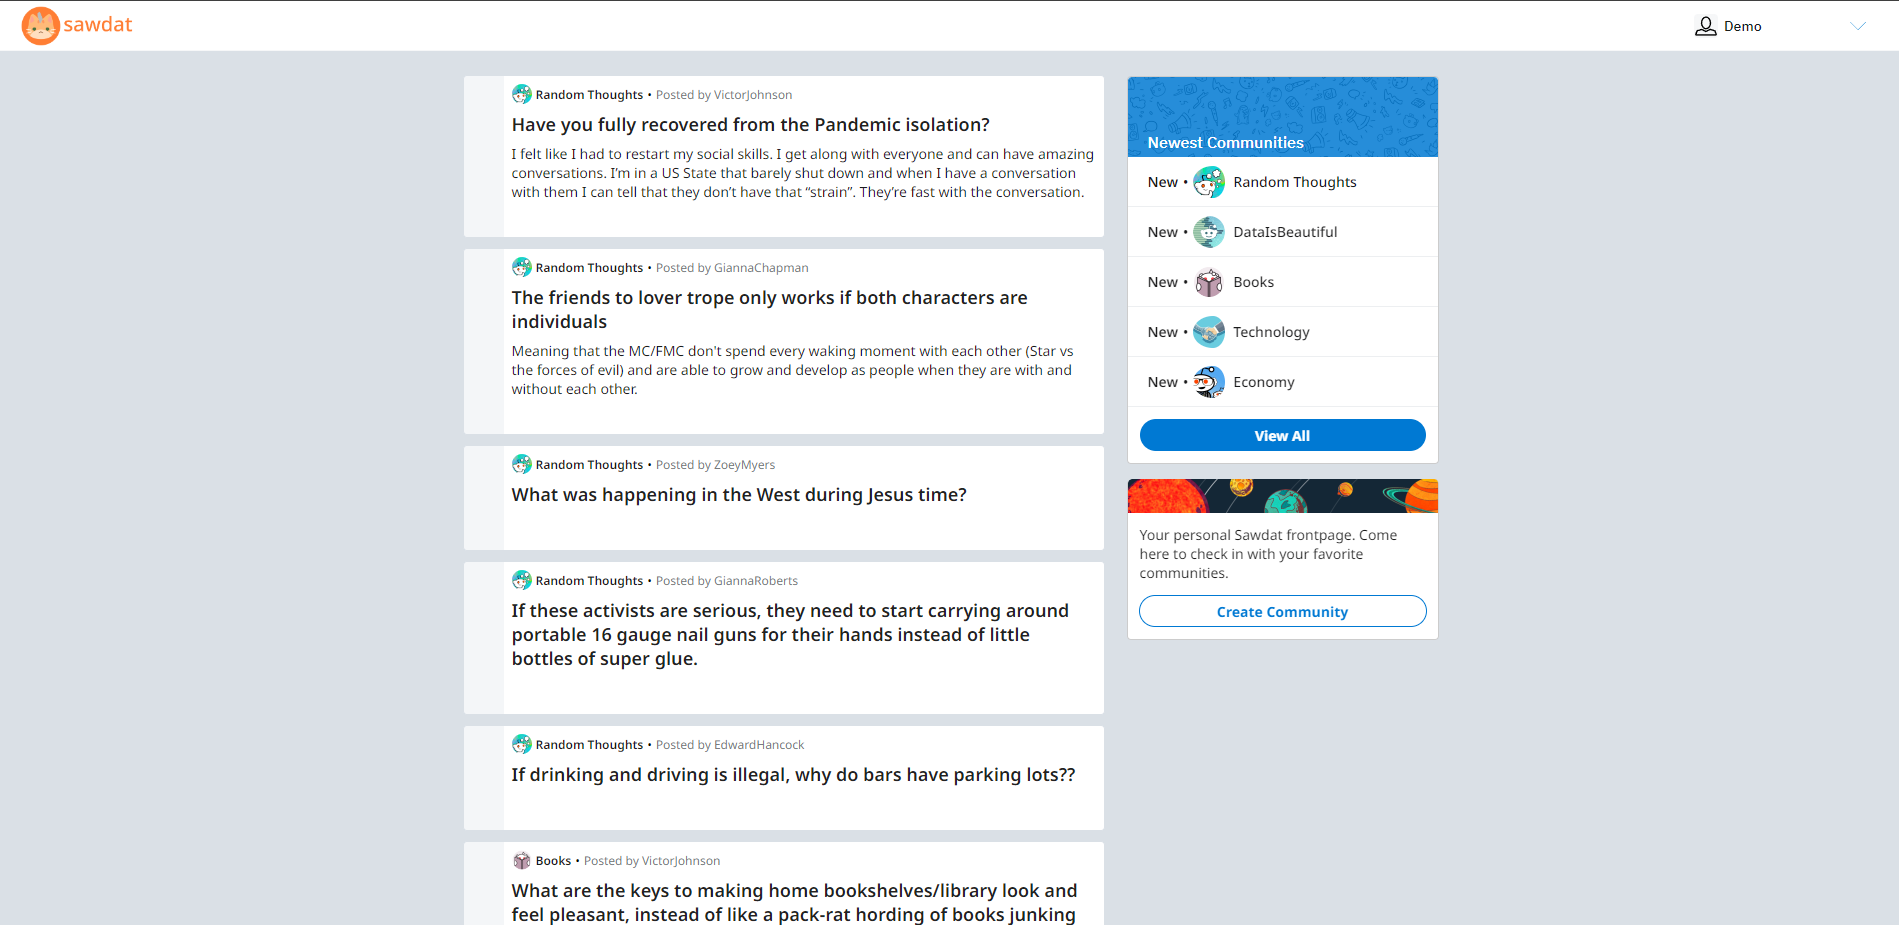 sawdat
Demo
Random Thoughts • Posted by VictorJohnson
Have you fully recovered from the Pandemic isolation?
I felt like I had to restart my social skills. I get along with everyone and can have amazing
conversations. I’m in a US State that barely shut down and when I have a conversation
with them I can tell that they don’t have that “strain”. They’re fast with the conversation.
Random Thoughts • Posted by GiannaChapman
The friends to lover trope only works if both characters are
individuals
Meaning that the MC/FMC don't spend every waking moment with each other (Star vs
the forces of evil) and are able to grow and develop as people when they are with and
without each other.
Random Thoughts • Posted by ZoeyMyers
What was happening in the West during Jesus time?
Random Thoughts • Posted by GiannaRoberts
If these activists are serious, they need to start carrying around
portable 16 gauge nail guns for their hands instead of little
bottles of super glue.
Random Thoughts • Posted by EdwardHancock
If drinking and driving is illegal, why do bars have parking lots??
Books • Posted by VictorJohnson
What are the keys to making home bookshelves/library look and
feel pleasant, instead of like a pack-rat hording of books junking
Newest Communities
New • Random Thoughts
New • DataIsBeautiful
New • Books
New • Technology
New • Economy
View All
Your personal Sawdat frontpage. Come
here to check in with your favorite
communities.
Create Community